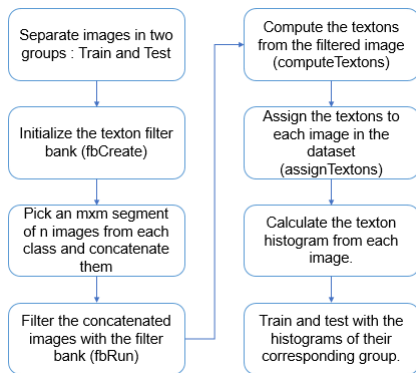 Separate images in two
groups : Train and Test
Initialize the texton filter
bank (fbCreate)
Pick an mxm segment
of n images from each
class and concatenate
them
Filter the concatenated
images with the filter
bank (fbRun)
Compute the textons
from the filtered image
(computeTextons)
Assign the textons to
each image in the
dataset
(assignTextons)
Calculate the texton
histogram from each
image.
Train and test with the
histograms of their
corresponding group.